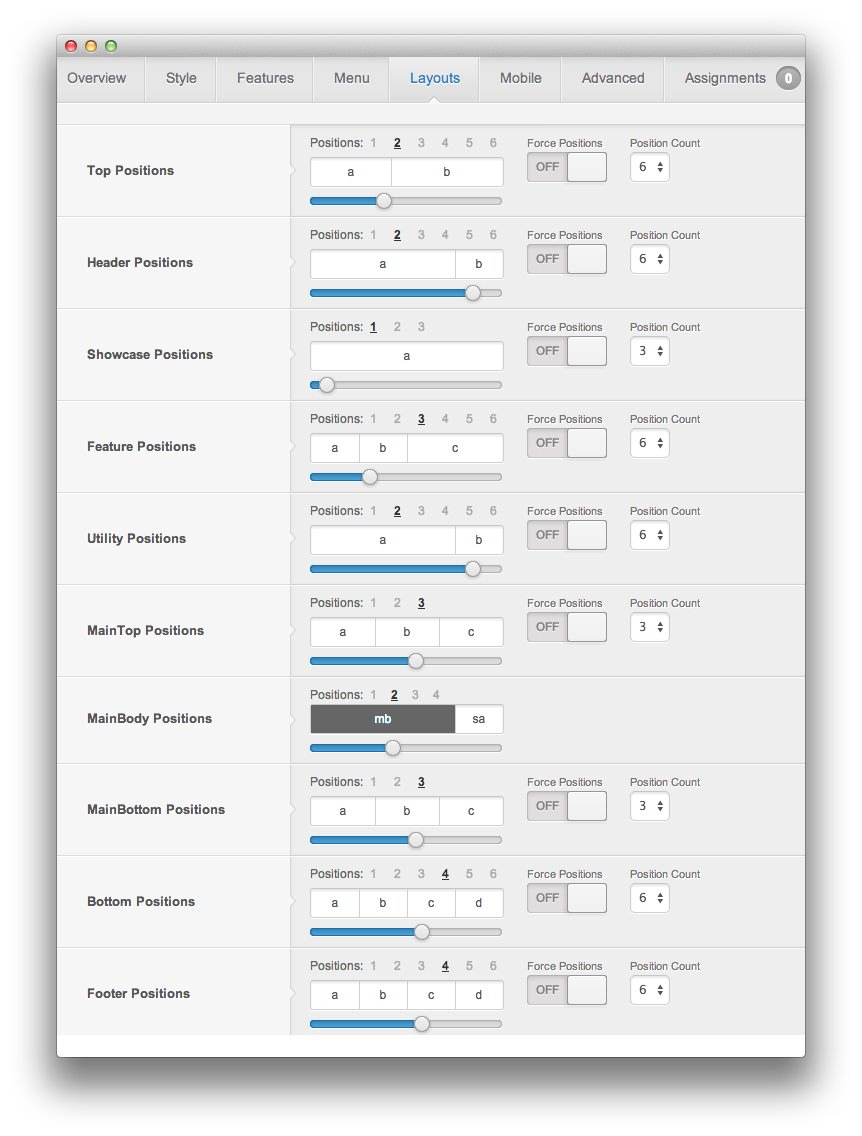 Overview Style Features Menu Layouts Mobile Advanced Assignments 0
Positions: 1 2 3 4 5 6 Force Positions Position Count
Top Positions a b OFF 6
Positions: 1 2 3 4 5 6 Force Positions Position Count
Header Positions a b OFF 6
Positions: 1 2 3 Force Positions Position Count
Showcase Positions a OFF 3
Positions: 1 2 3 4 5 6 Force Positions Position Count
Feature Positions a b c OFF 6
Positions: 1 2 3 4 5 6 Force Positions Position Count
Utility Positions a b OFF 6
Positions: 1 2 3 Force Positions Position Count
MainTop Positions a b c OFF 3
Positions: 1 2 3 4
MainBody Positions mb sa
Positions: 1 2 3 Force Positions Position Count
MainBottom Positions a b c OFF 3
Positions: 1 2 3 4 5 6 Force Positions Position Count
Bottom Positions a b c d OFF 6
Positions: 1 2 3 4 5 6 Force Positions Position Count
Footer Positions a b c d OFF 6